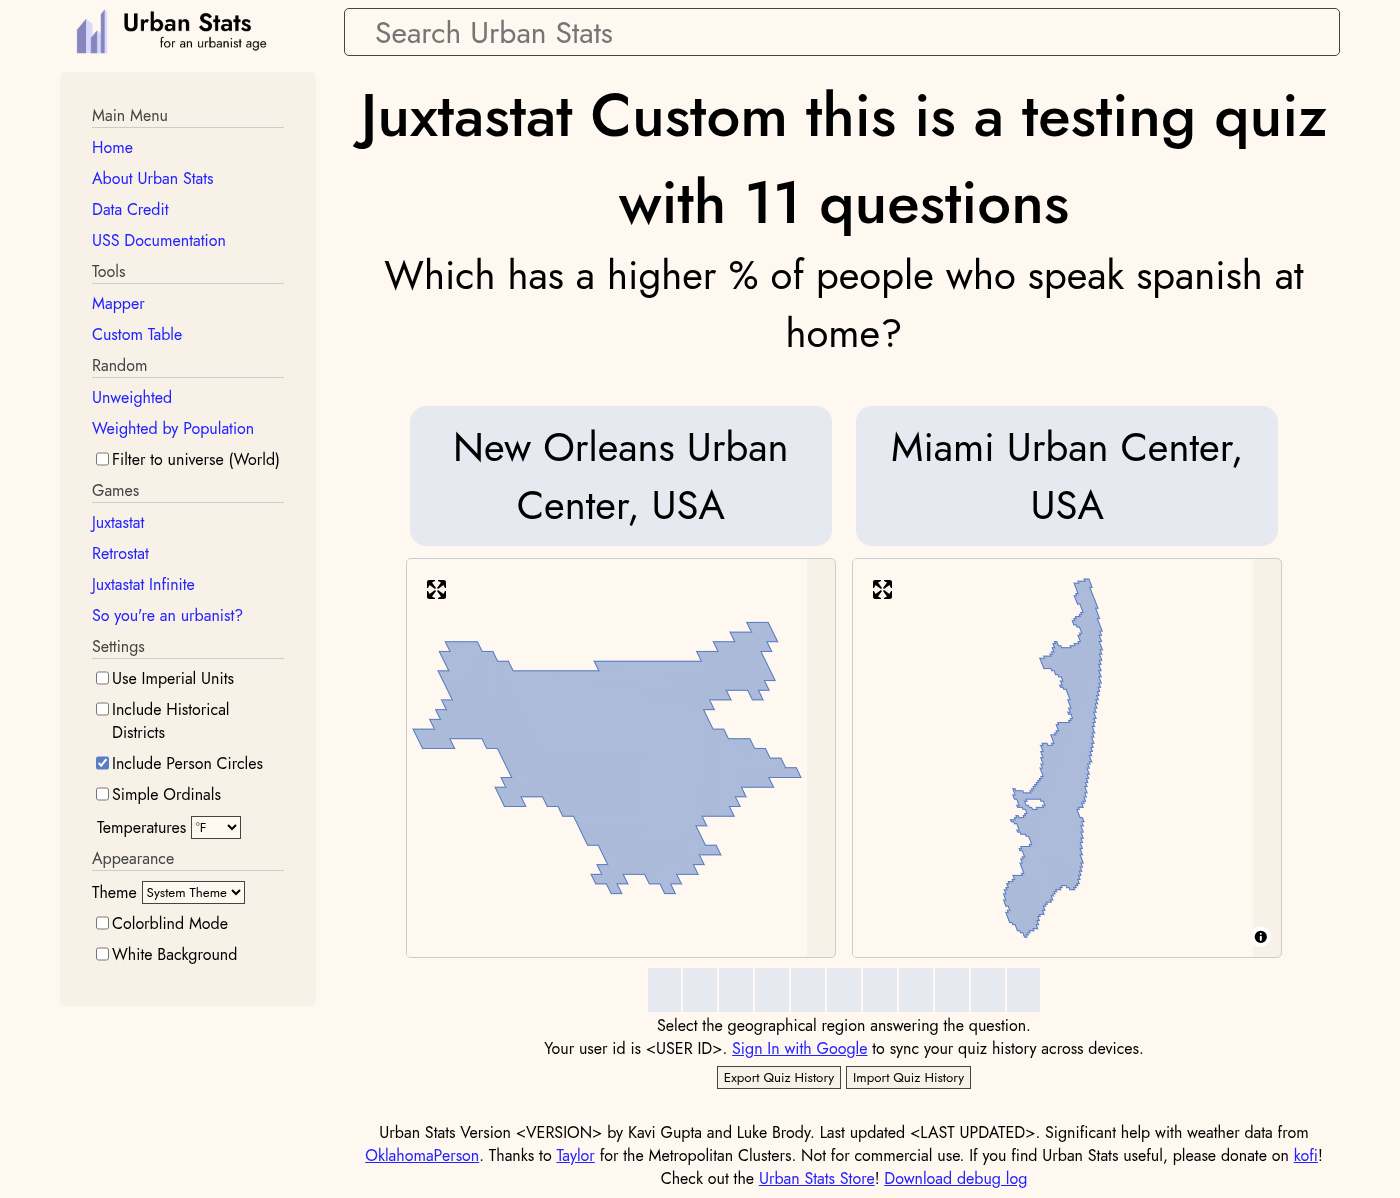 Urban Stats
for an urbanist age
Search Urban Stats
Main Menu
Home
About Urban Stats
Data Credit
USS Documentation
Tools
Mapper
Custom Table
Random
Unweighted
Weighted by Population
Filter to universe (World)
Games
Juxtastat
Retrostat
Juxtastat Infinite
So you're an urbanist?
Settings
Use Imperial Units
Include Historical
Districts
Include Person Circles
Simple Ordinals
Temperatures °F
Appearance
Theme System Theme
Colorblind Mode
White Background
Juxtastat Custom this is a testing quiz
with 11 questions
Which has a higher % of people who speak spanish at
home?
New Orleans Urban
Center, USA
Miami Urban Center,
USA
Select the geographical region answering the question.
Your user id is <USER ID>. Sign In with Google to sync your quiz history across devices.
Export Quiz History Import Quiz History
Urban Stats Version <VERSION> by Kavi Gupta and Luke Brody. Last updated <LAST UPDATED>. Significant help with weather data from
OklahomaPerson. Thanks to Taylor for the Metropolitan Clusters. Not for commercial use. If you find Urban Stats useful, please donate on kofi!
Check out the Urban Stats Store! Download debug log